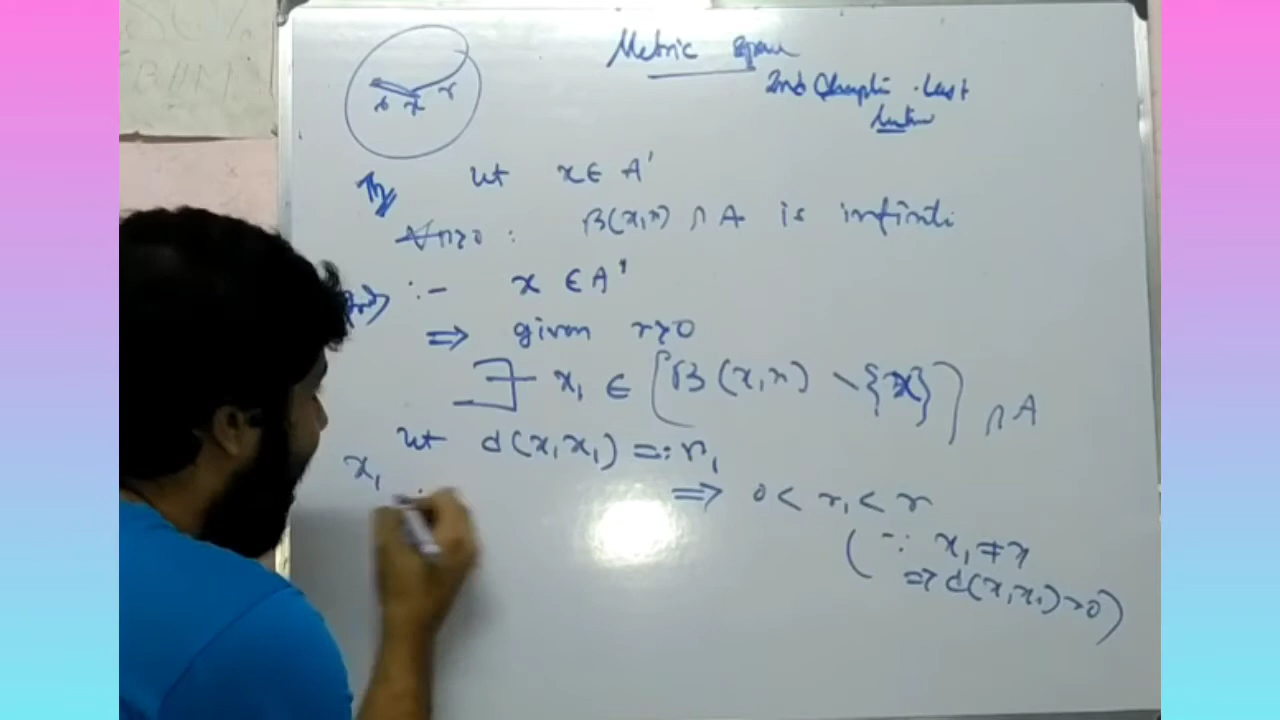 Metric Space
2nd Chapter Last
Lecture
x r
Th Let x ∈ A'
∀ r>0 : B(x,r) ∩ A is infinite
:- x ∈ A'
⇒ given r>0
∃ x₁ ∈ [B(x,r) \ {x}] ∩ A
Let d(x,x₁) =: r₁
x₁
⇒ 0 < r₁ < r
(∵ x₁ ≠ x
⇒ d(x,x₁) > 0)